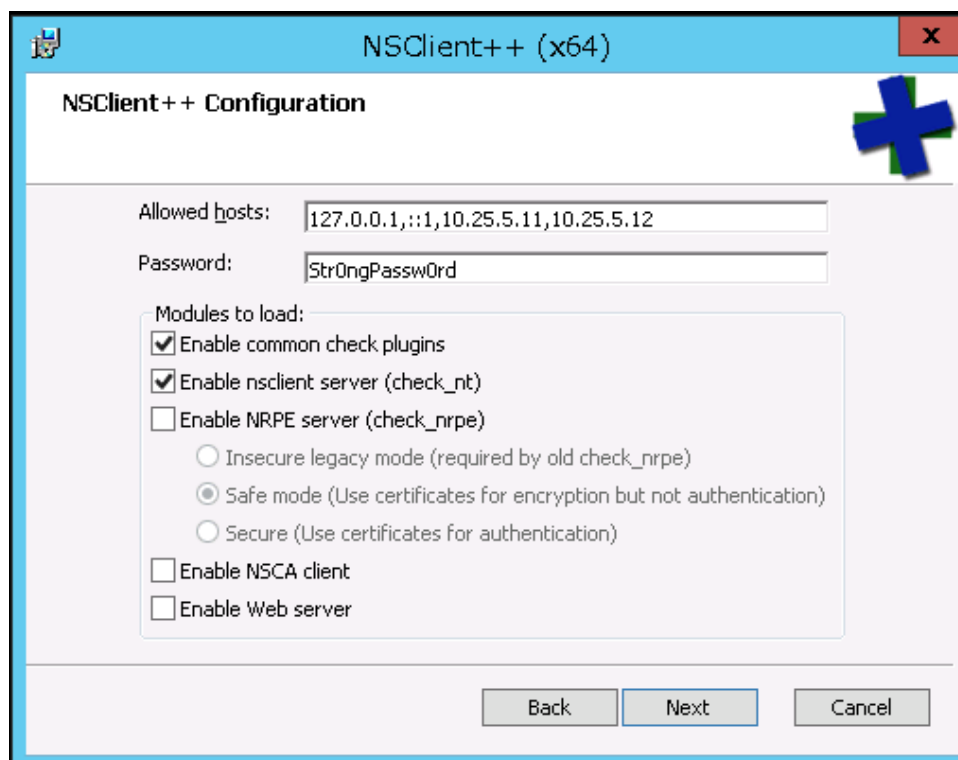 NSClient++ (x64)
x
NSClient++ Configuration
Allowed hosts: 127.0.0.1,::1,10.25.5.11,10.25.5.12
Password: Str0ngPassw0rd
Modules to load:
Enable common check plugins
Enable nsclient server (check_nt)
Enable NRPE server (check_nrpe)
Insecure legacy mode (required by old check_nrpe)
Safe mode (Use certificates for encryption but not authentication)
Secure (Use certificates for authentication)
Enable NSCA client
Enable Web server
Back Next Cancel